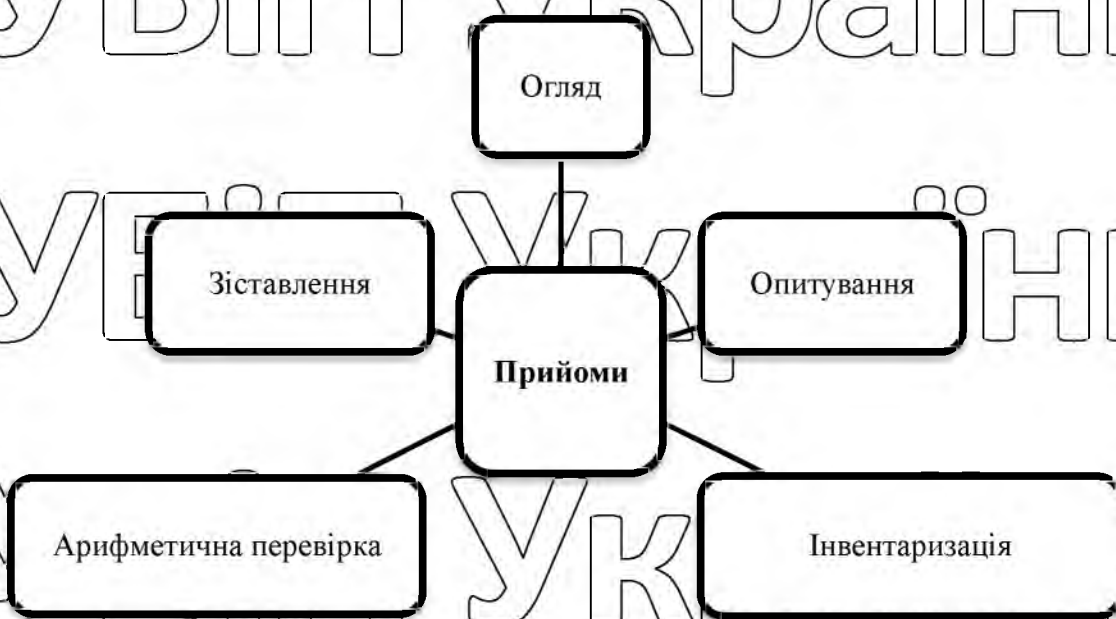 Огляд
Зіставлення
Опитування
Прийоми
Арифметична перевірка
Інвентаризація